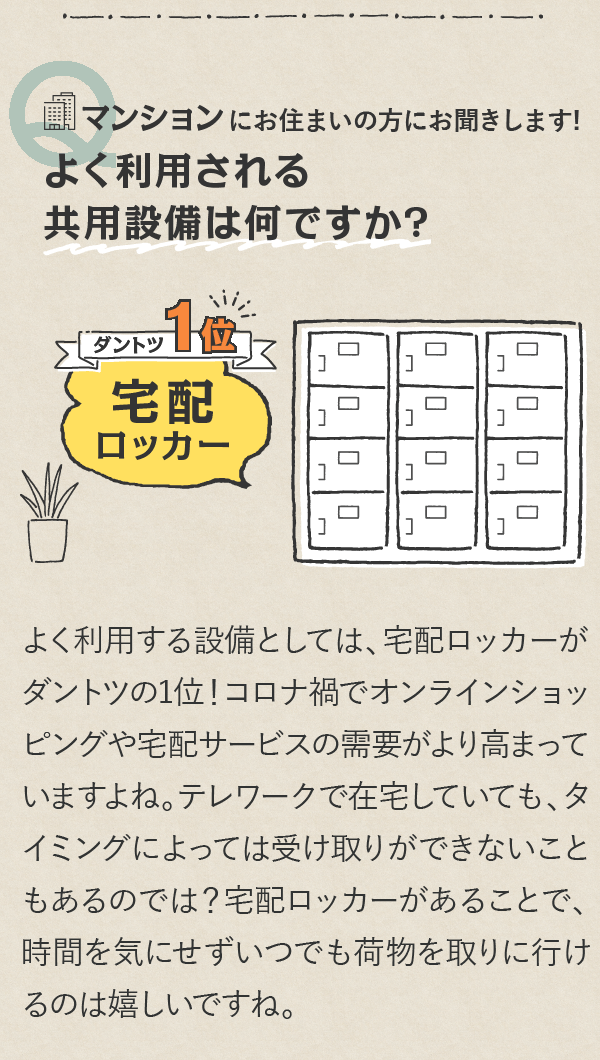 Q
マンションにお住まいの方にお聞きします!
よく利用される
共用設備は何ですか?
ダントツ1位
宅配
ロッカー
よく利用する設備としては、宅配ロッカーが
ダントツの1位!コロナ禍でオンラインショッ
ピングや宅配サービスの需要がより高まって
いますよね。テレワークで在宅していても、タ
イミングによっては受け取りができないこと
もあるのでは?宅配ロッカーがあることで、
時間を気にせずいつでも荷物を取りに行け
るのは嬉しいですね。